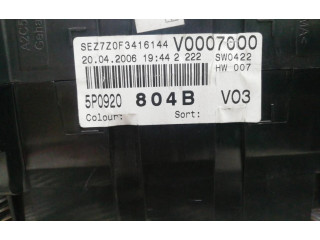 SEZ7Z0F3416144 V0007000
20.04.2006 19:44 2 222 SW0422
HW 007
5P0920 804B V03
Colour: Sort: